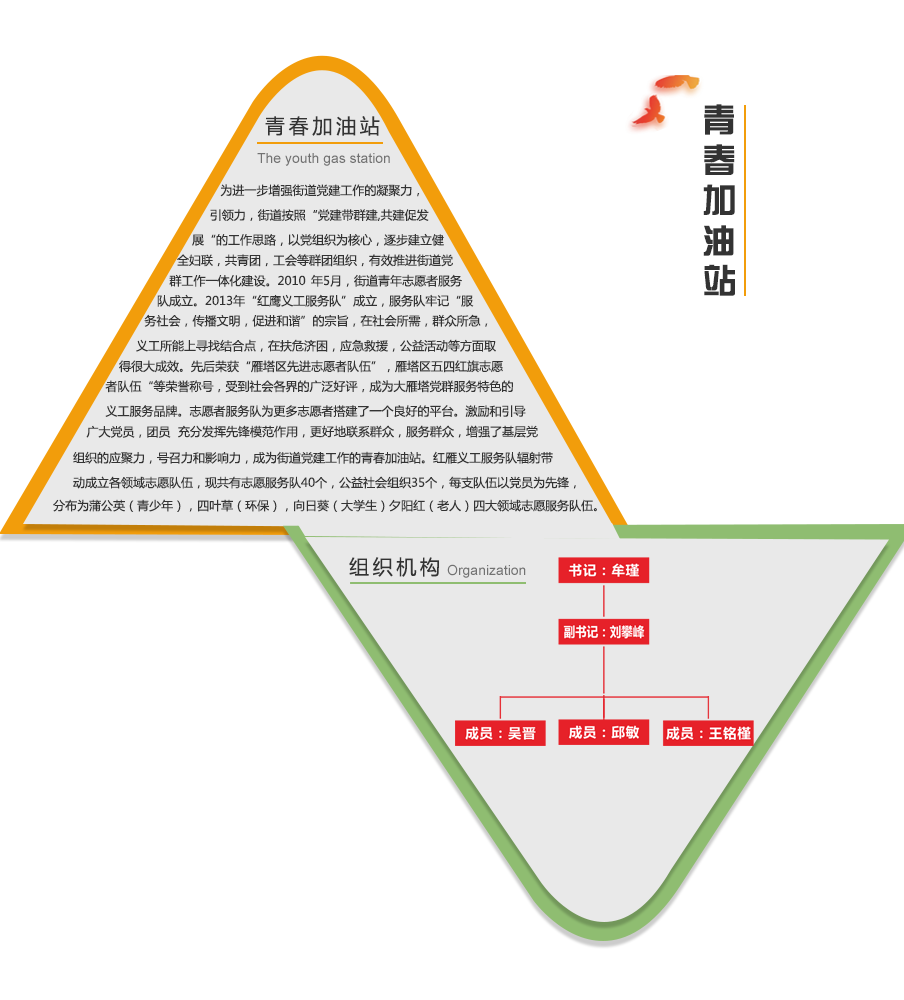 青春加油站
The youth gas station
为进一步增强街道党建工作的凝聚力，
引领力，街道按照“党建带群建,共建促发
展“的工作思路，以党组织为核心，逐步建立健
全妇联，共青团，工会等群团组织，有效推进街道党
群工作一体化建设。2010 年5月，街道青年志愿者服务
队成立。2013年“红鹰义工服务队”成立，服务队牢记“服
务社会，传播文明，促进和谐”的宗旨，在社会所需，群众所急，
义工所能上寻找结合点，在扶危济困，应急救援，公益活动等方面取
得很大成效。先后荣获“雁塔区先进志愿者队伍”，雁塔区五四红旗志愿
者队伍“等荣誉称号，受到社会各界的广泛好评，成为大雁塔党群服务特色的
义工服务品牌。志愿者服务队为更多志愿者搭建了一个良好的平台。激励和引导
广大党员，团员 充分发挥先锋模范作用，更好地联系群众，服务群众，增强了基层党
组织的应聚力，号召力和影响力，成为街道党建工作的青春加油站。红雁义工服务队辐射带
动成立各领域志愿队伍，现共有志愿服务队40个，公益社会组织35个，每支队伍以党员为先锋，
分布为蒲公英（青少年），四叶草（环保），向日葵（大学生）夕阳红（老人）四大领域志愿服务队伍。
青春加油站
组织机构 Organization
书记：牟瑾
副书记：刘攀峰
成员：吴晋
成员：邱敏
成员：王铭槿